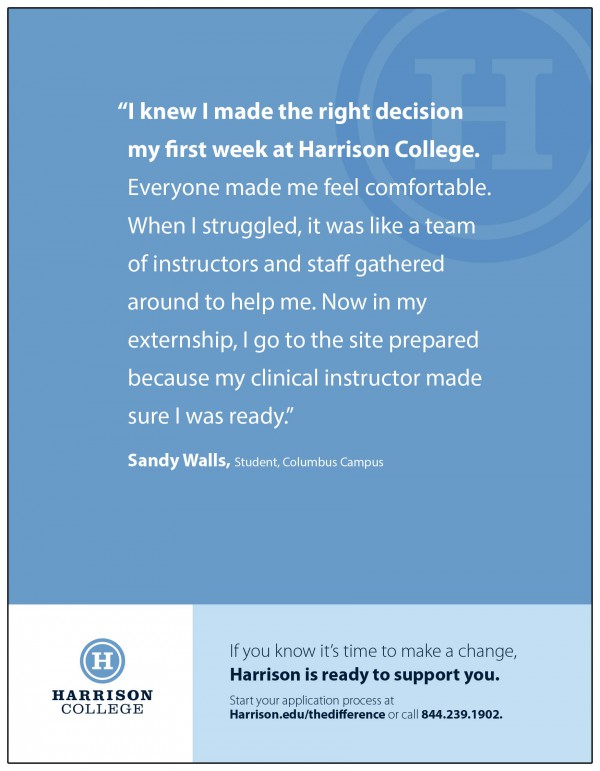 H
“I knew I made the right decision
my first week at Harrison College.
Everyone made me feel comfortable.
When I struggled, it was like a team
of instructors and staff gathered
around to help me. Now in my
externship, I go to the site prepared
because my clinical instructor made
sure I was ready.”
Sandy Walls, Student, Columbus Campus
H
HARRISON
COLLEGE
If you know it’s time to make a change,
Harrison is ready to support you.
Start your application process at
Harrison.edu/thedifference or call 844.239.1902.